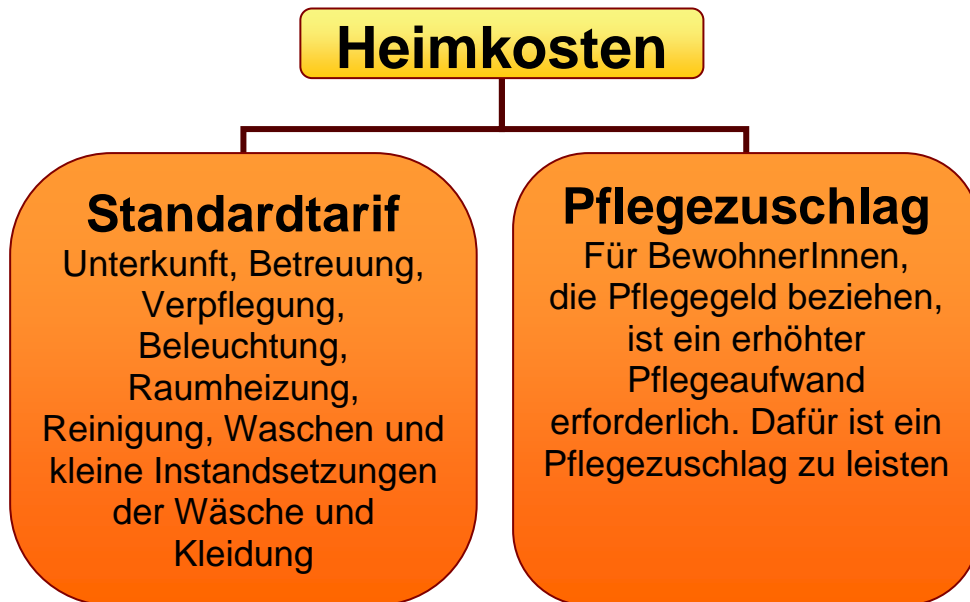 Heimkosten
Standardtarif
Unterkunft, Betreuung,
Verpflegung,
Beleuchtung,
Raumheizung,
Reinigung, Waschen und
kleine Instandsetzungen
der Wäsche und
Kleidung
Pflegezuschlag
Für BewohnerInnen,
die Pflegegeld beziehen,
ist ein erhöhter
Pflegeaufwand
erforderlich. Dafür ist ein
Pflegezuschlag zu leisten